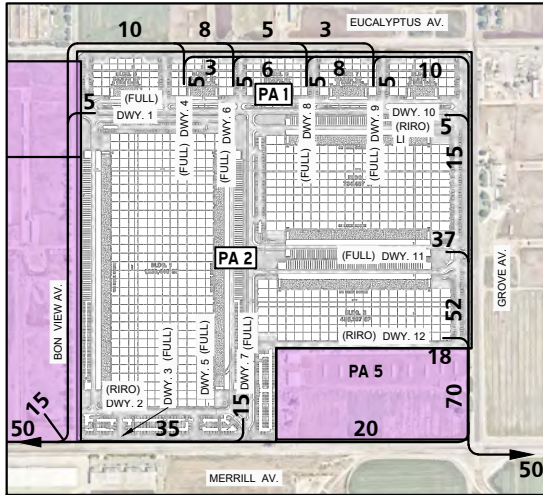 EUCALYPTUS AV.
10 8 5 3
3 6 8 10
5 5 5 5
PA 1
5
(FULL)
DWY. 1
(FULL) DWY. 4
(FULL) DWY. 6
(FULL) DWY. 8
(FULL) DWY. 9
DWY. 10
(RIRO)
LI
5
15
37
(FULL) DWY. 11
PA 2
BON VIEW AV.
GROVE AV.
52
(RIRO) DWY. 12
18
PA 5
70
(RIRO)
DWY. 2
DWY. 3 (FULL)
DWY. 5 (FULL)
DWY. 7 (FULL)
15
50
35
15
20
50
MERRILL AV.